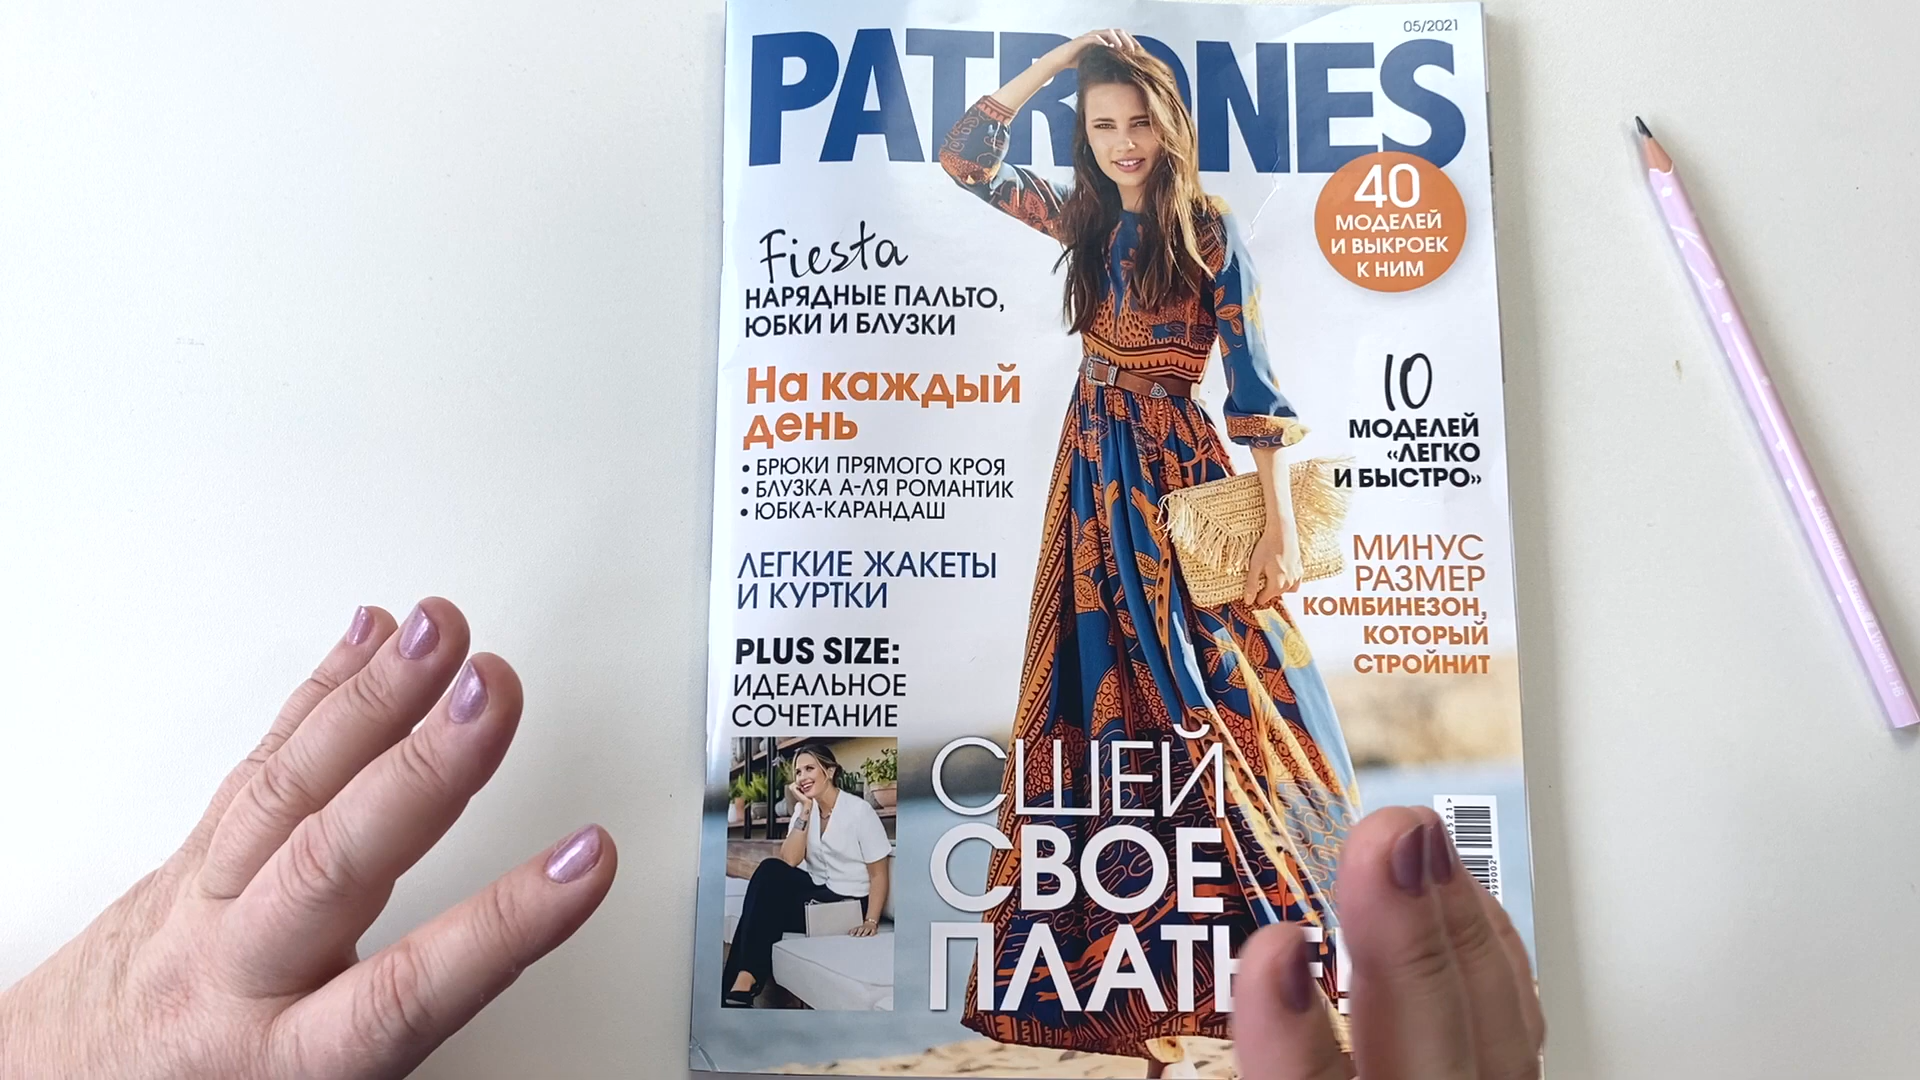 05/2021
PATRONES
40
МОДЕЛЕЙ
И ВЫКРОЕК
К НИМ
Fiesta
НАРЯДНЫЕ ПАЛЬТО,
ЮБКИ И БЛУЗКИ
На каждый
день
• БРЮКИ ПРЯМОГО КРОЯ
• БЛУЗКА А-ЛЯ РОМАНТИК
• ЮБКА-КАРАНДАШ
ЛЕГКИЕ ЖАКЕТЫ
И КУРТКИ
PLUS SIZE:
ИДЕАЛЬНОЕ
СОЧЕТАНИЕ
10
МОДЕЛЕЙ
«ЛЕГКО
И БЫСТРО»
МИНУС
РАЗМЕР
КОМБИНЕЗОН,
КОТОРЫЙ
СТРОЙНИТ
СШЕЙ
СВОЕ
ПЛАТЬЕ!